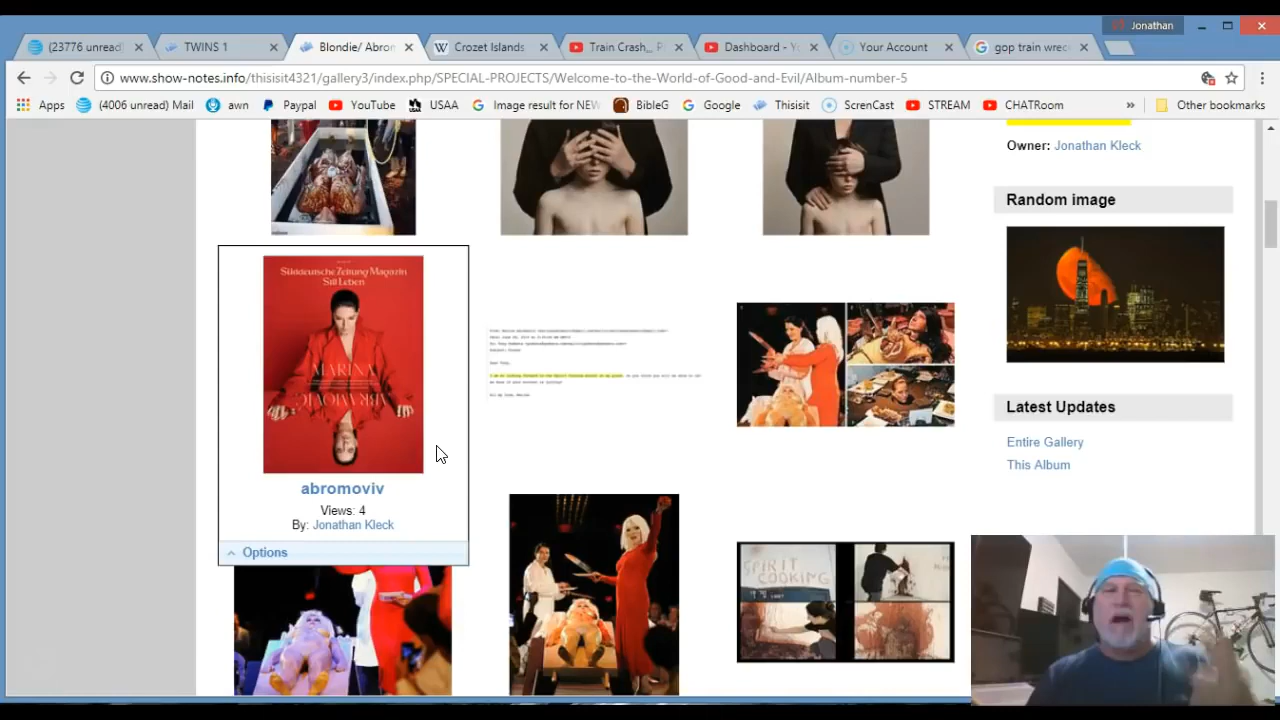 Jonathan
(23776 unread)
TWINS 1
Blondie/ Abron
Crozet Islands
Train Crash,
Dashboard - Yo
Your Account
gop train wrec
www.show-notes.info/thisisit4321/gallery3/index.php/SPECIAL-PROJECTS/Welcome-to-the-World-of-Good-and-Evil/Album-number-5
Apps
(4006 unread) Mail
awn
Paypal
YouTube
USAA
Image result for NEW
BibleG
Google
Thisisit
ScrenCast
STREAM
CHATRoom
»
Other bookmarks
Owner: Jonathan Kleck
Random image
Süddeutsche Zeitung Magazin
Still Leben
MARINA
ABRAMOVIC
abromoviv
Views: 4
By: Jonathan Kleck
Options
Latest Updates
Entire Gallery
This Album
SPIRIT
COOKING